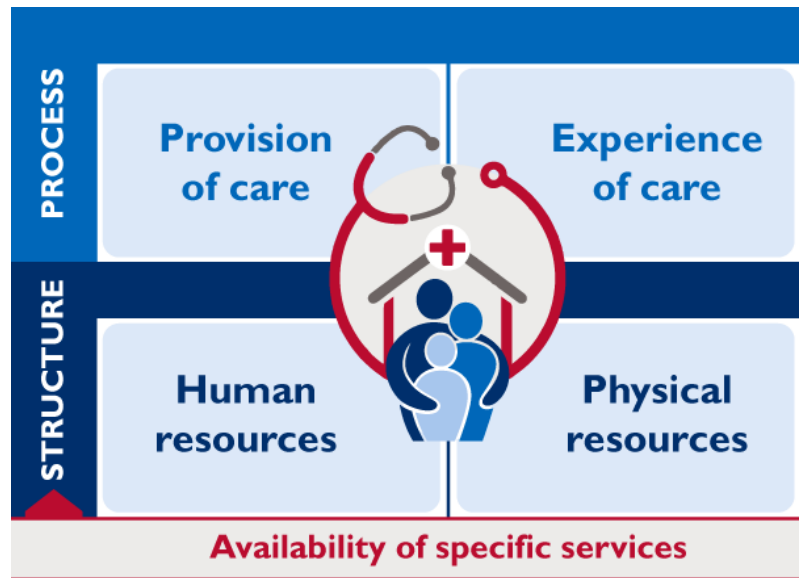 PROCESS
Provision
of care
Experience
of care
STRUCTURE
Human
resources
Physical
resources
Availability of specific services